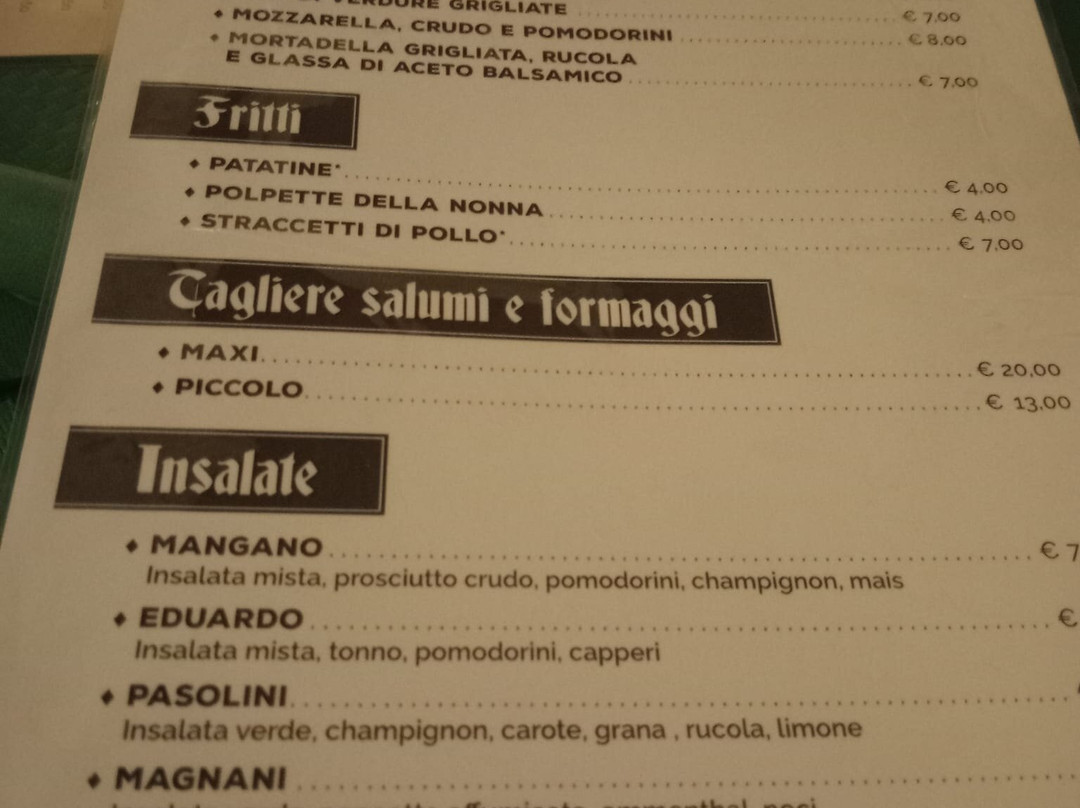 VERDURE GRIGLIATE € 7,00
MOZZARELLA, CRUDO E POMODORINI € 8,00
MORTADELLA GRIGLIATA, RUCOLA
E GLASSA DI ACETO BALSAMICO € 7,00
Fritti
PATATINE* € 4,00
POLPETTE DELLA NONNA € 4,00
STRACCETTI DI POLLO* € 7,00
Tagliere salumi e formaggi
MAXI € 20,00
PICCOLO € 13,00
Insalate
MANGANO € 7
Insalata mista, prosciutto crudo, pomodorini, champignon, mais
EDUARDO €
Insalata mista, tonno, pomodorini, capperi
PASOLINI
Insalata verde, champignon, carote, grana , rucola, limone
MAGNANI